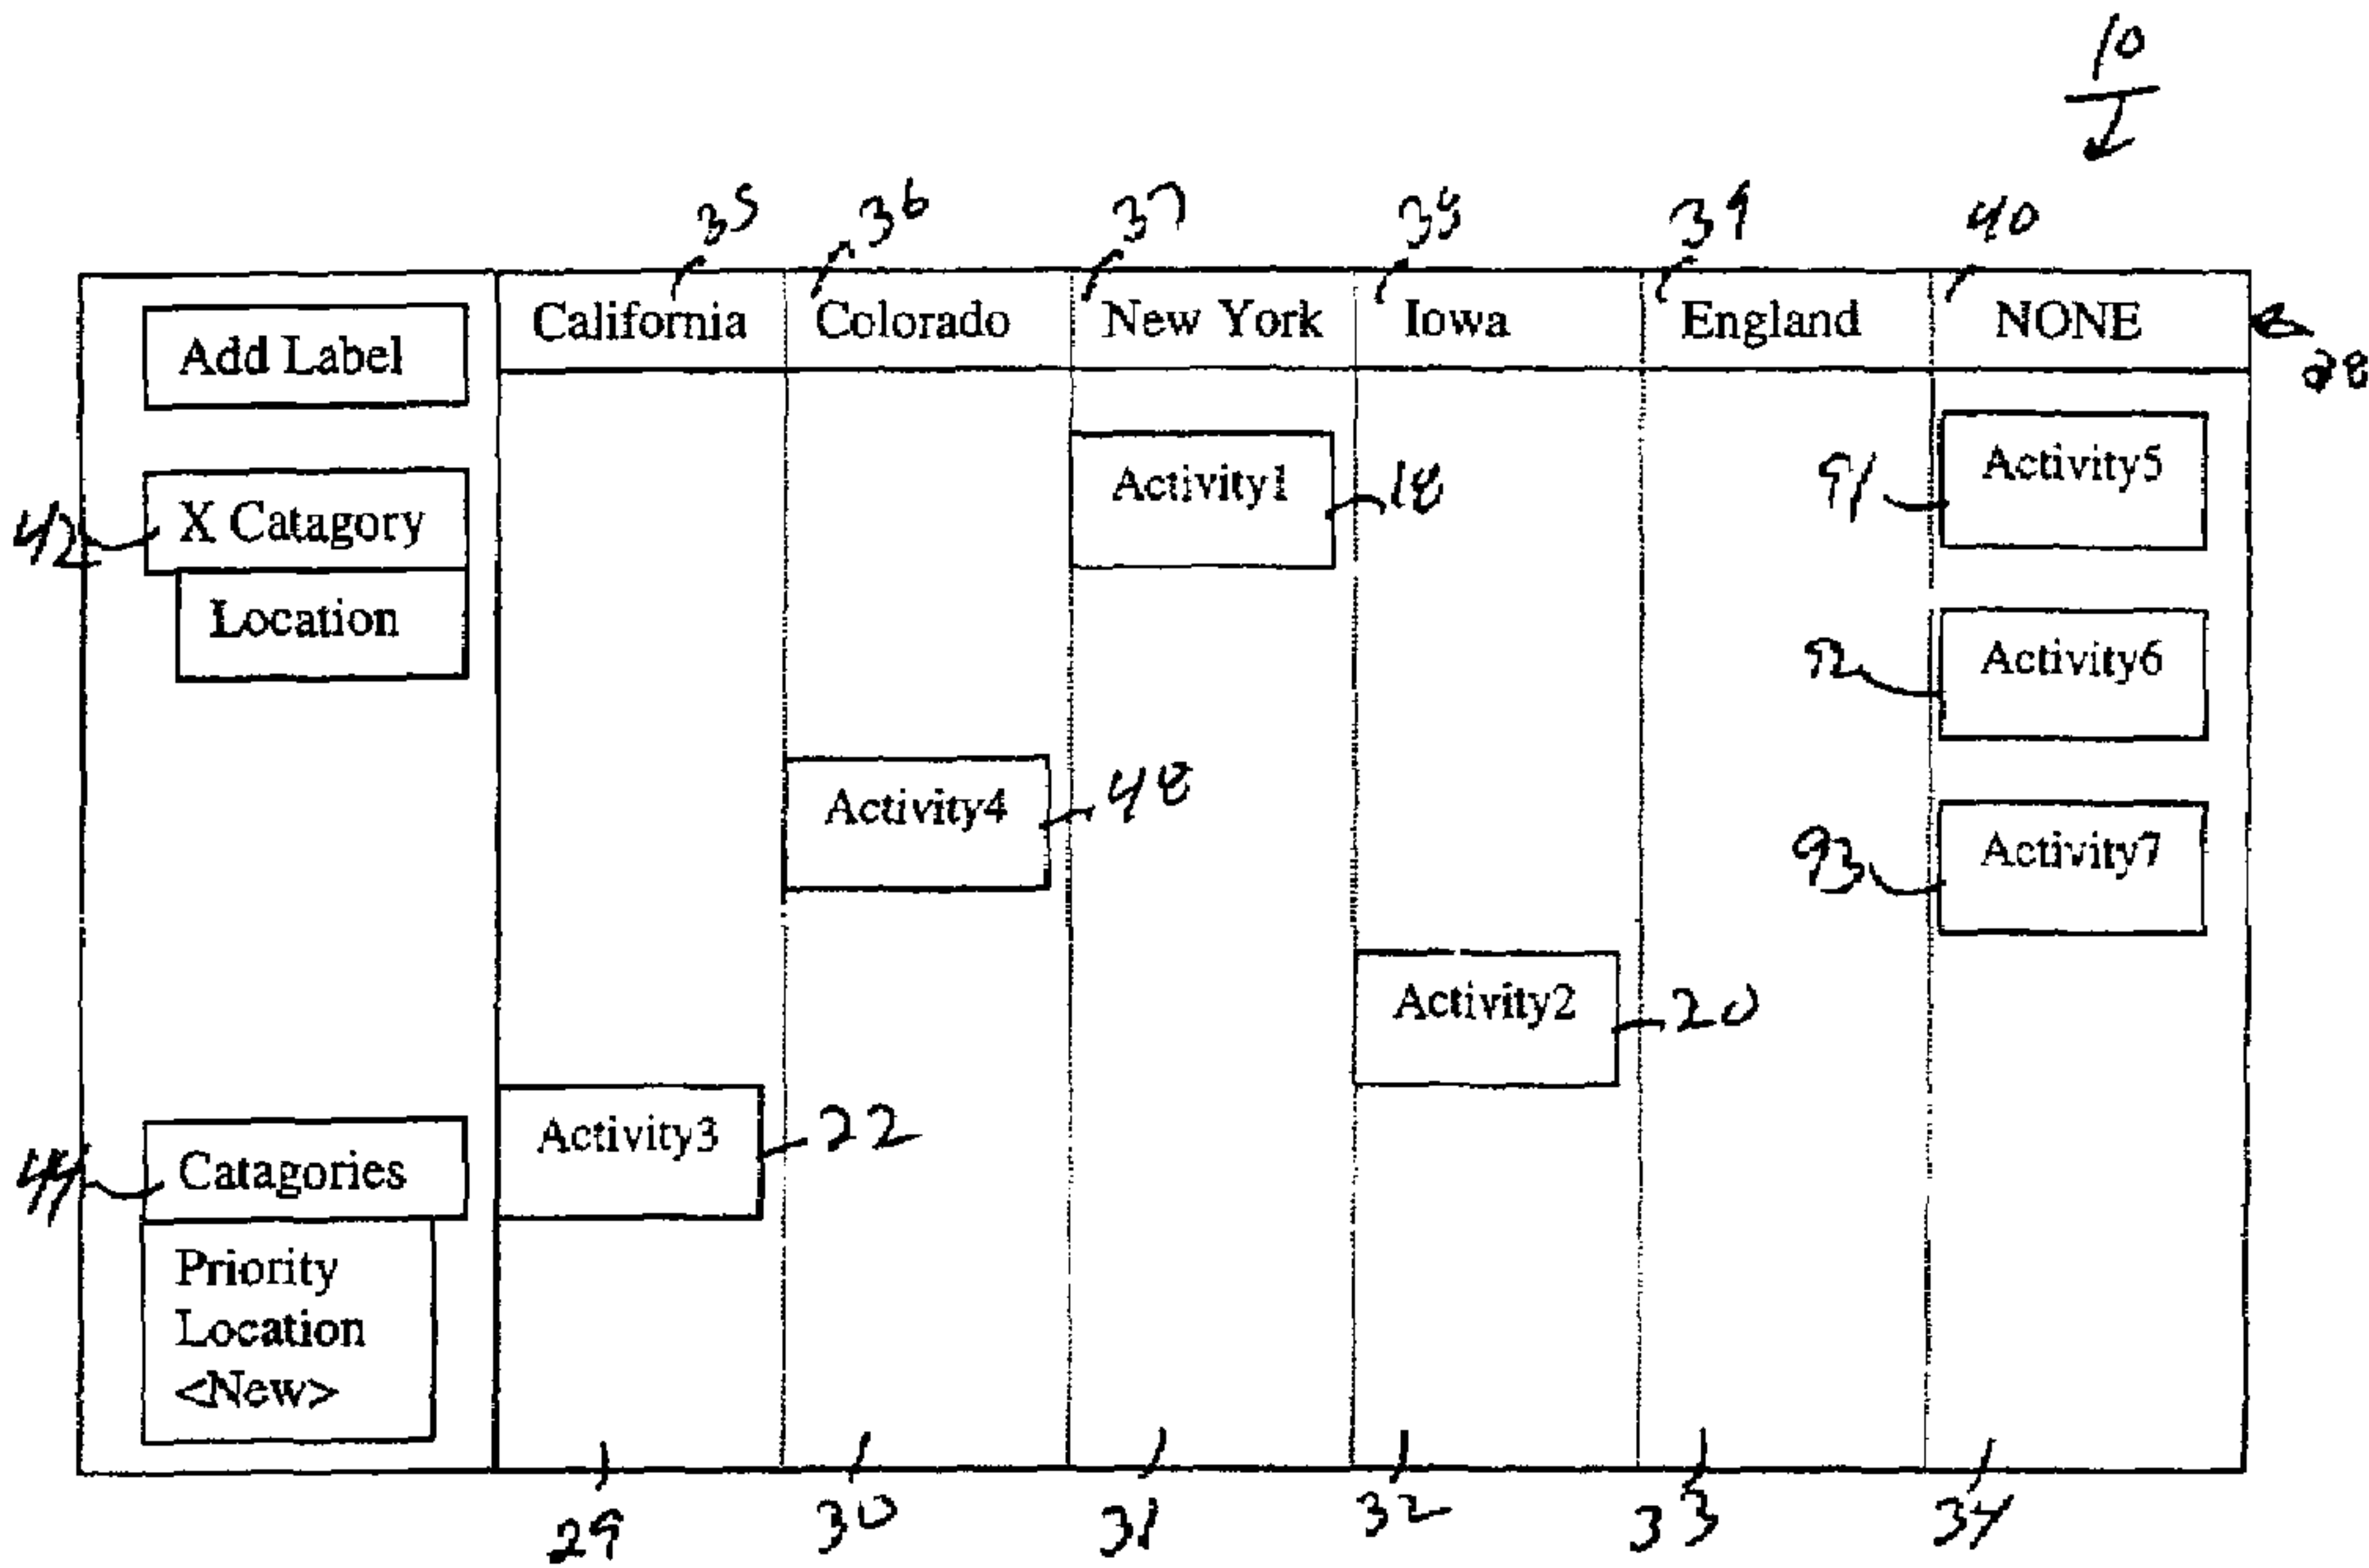 10
35 36 37 38 39 40
Add Label
California Colorado New York Iowa England NONE
28
X Catagory
42
Location
Activity1
18
Activity5
91
Activity6
92
Activity4
48
Activity7
93
Activity2
20
Activity3
22
Catagories
44
Priority
Location
<New>
29 30 31 32 33 34